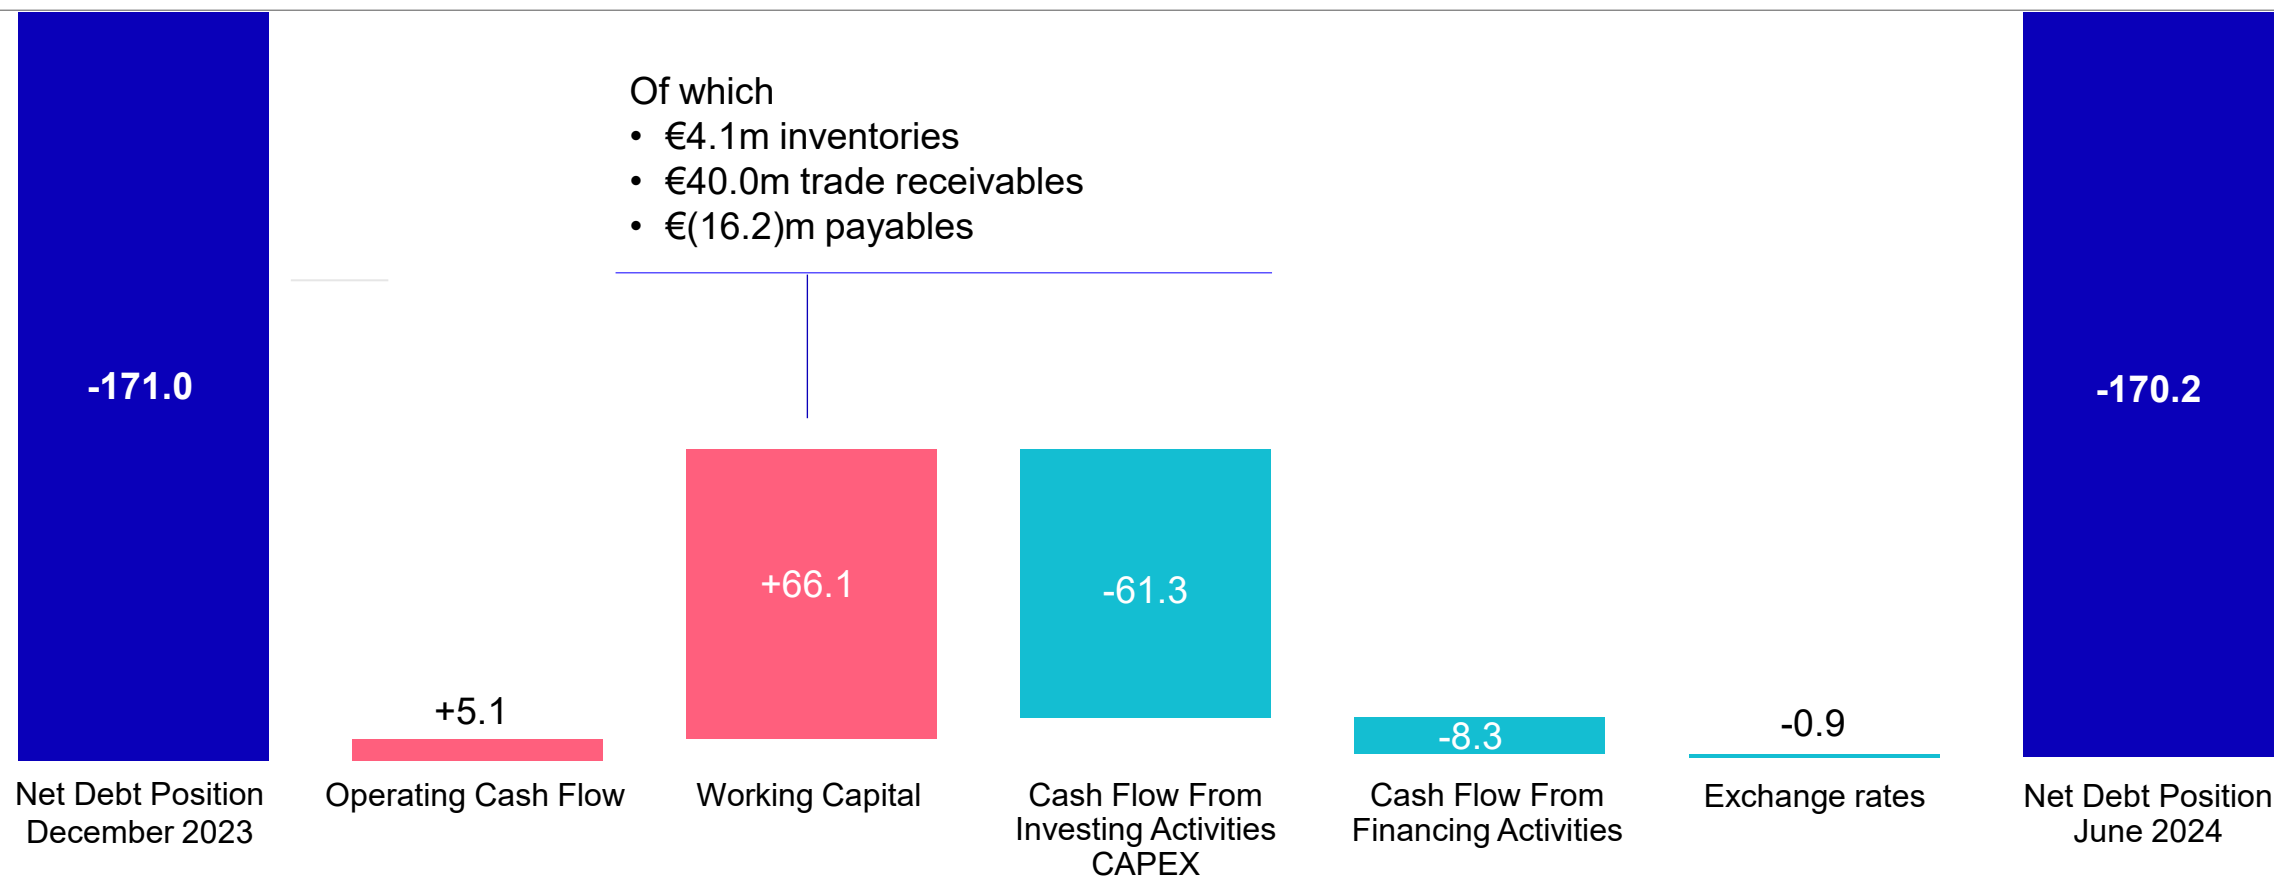 Of which
• €4.1m inventories
• €40.0m trade receivables
• €(16.2)m payables
-171.0
-170.2
+66.1
-61.3
+5.1
-8.3
-0.9
Net Debt Position
December 2023
Operating Cash Flow
Working Capital
Cash Flow From
Investing Activities
CAPEX
Cash Flow From
Financing Activities
Exchange rates
Net Debt Position
June 2024